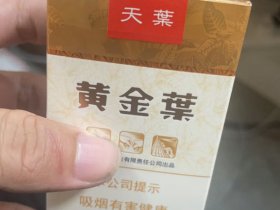 天葉
黄金葉
有限责任公司出品
公司提示
吸烟有害健康